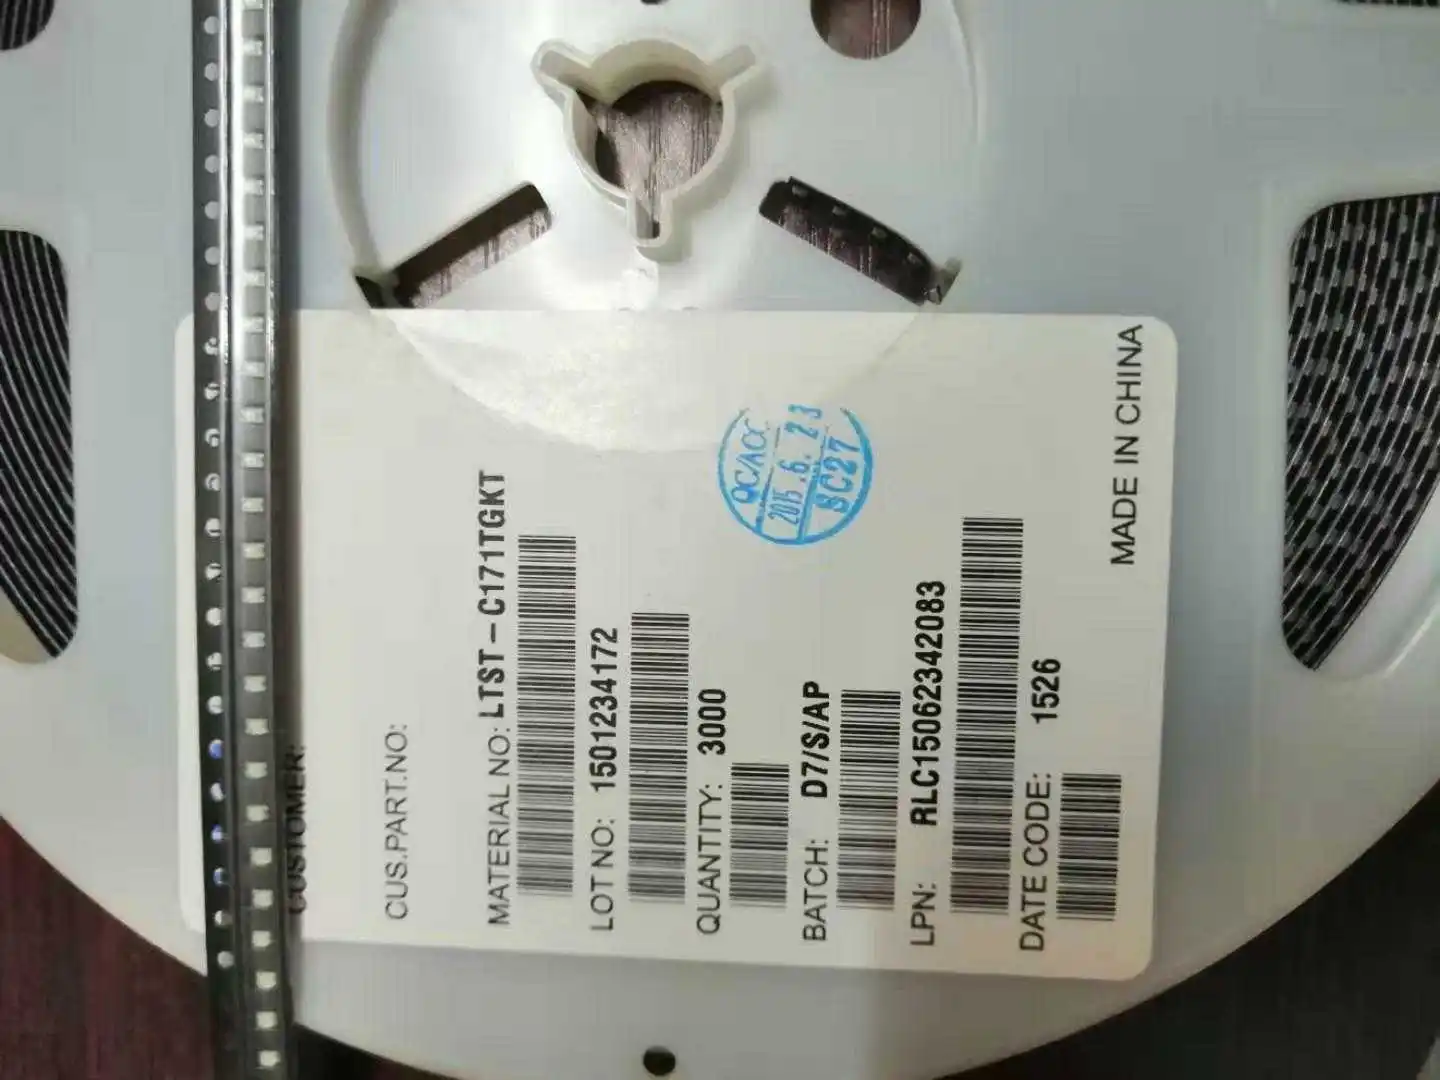 CUSTOMER:
CUS.PART.NO:
MATERIAL NO: LTST-C171TGKT
LOT NO: 1501234172
QUANTITY: 3000
BATCH: D7/S/AP
LPN: RLC15062342083
DATE CODE: 1526
MADE IN CHINA
QC/ACC
2015.6.23
SC27